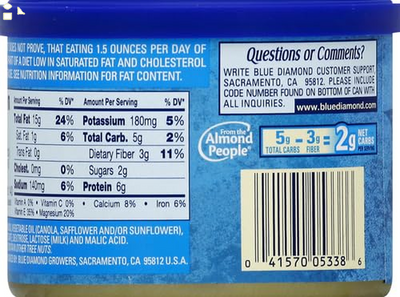 DOES NOT PROVE, THAT EATING 1.5 OUNCES PER DAY OF
OF A DIET LOW IN SATURATED FAT AND CHOLESTEROL
SEE NUTRITION INFORMATION FOR FAT CONTENT.
Amount Per Serving % DV* Amount Per Serving % DV*
Total Fat 15g 24% Potassium 180mg 5%
Sat. Fat 1g 6% Total Carb. 5g 2%
Trans Fat 0g Dietary Fiber 3g 11%
Cholest. 0mg 0% Sugars 2g
Sodium 140mg 6% Protein 6g
Vitamin A 0% • Vitamin C 0% • Calcium 8% • Iron 6%
Vitamin E 35% • Magnesium 20%
VEGETABLE OIL (CANOLA, SAFFLOWER AND/OR SUNFLOWER),
DEXTROSE, LACTOSE (MILK) AND MALIC ACID.
OTHER TREE NUTS.
BLUE DIAMOND GROWERS, SACRAMENTO, CA 95812 U.S.A.
Questions or Comments?
WRITE BLUE DIAMOND CUSTOMER SUPPORT,
SACRAMENTO, CA 95812. PLEASE INCLUDE
CODE NUMBER FOUND ON BOTTOM OF CAN WITH
ALL INQUIRIES. www.bluediamond.com
From the
Almond
People®
5g - 3g = 2g NET CARBS
TOTAL CARBS FIBER PER SERVING
0 41570 05338 6